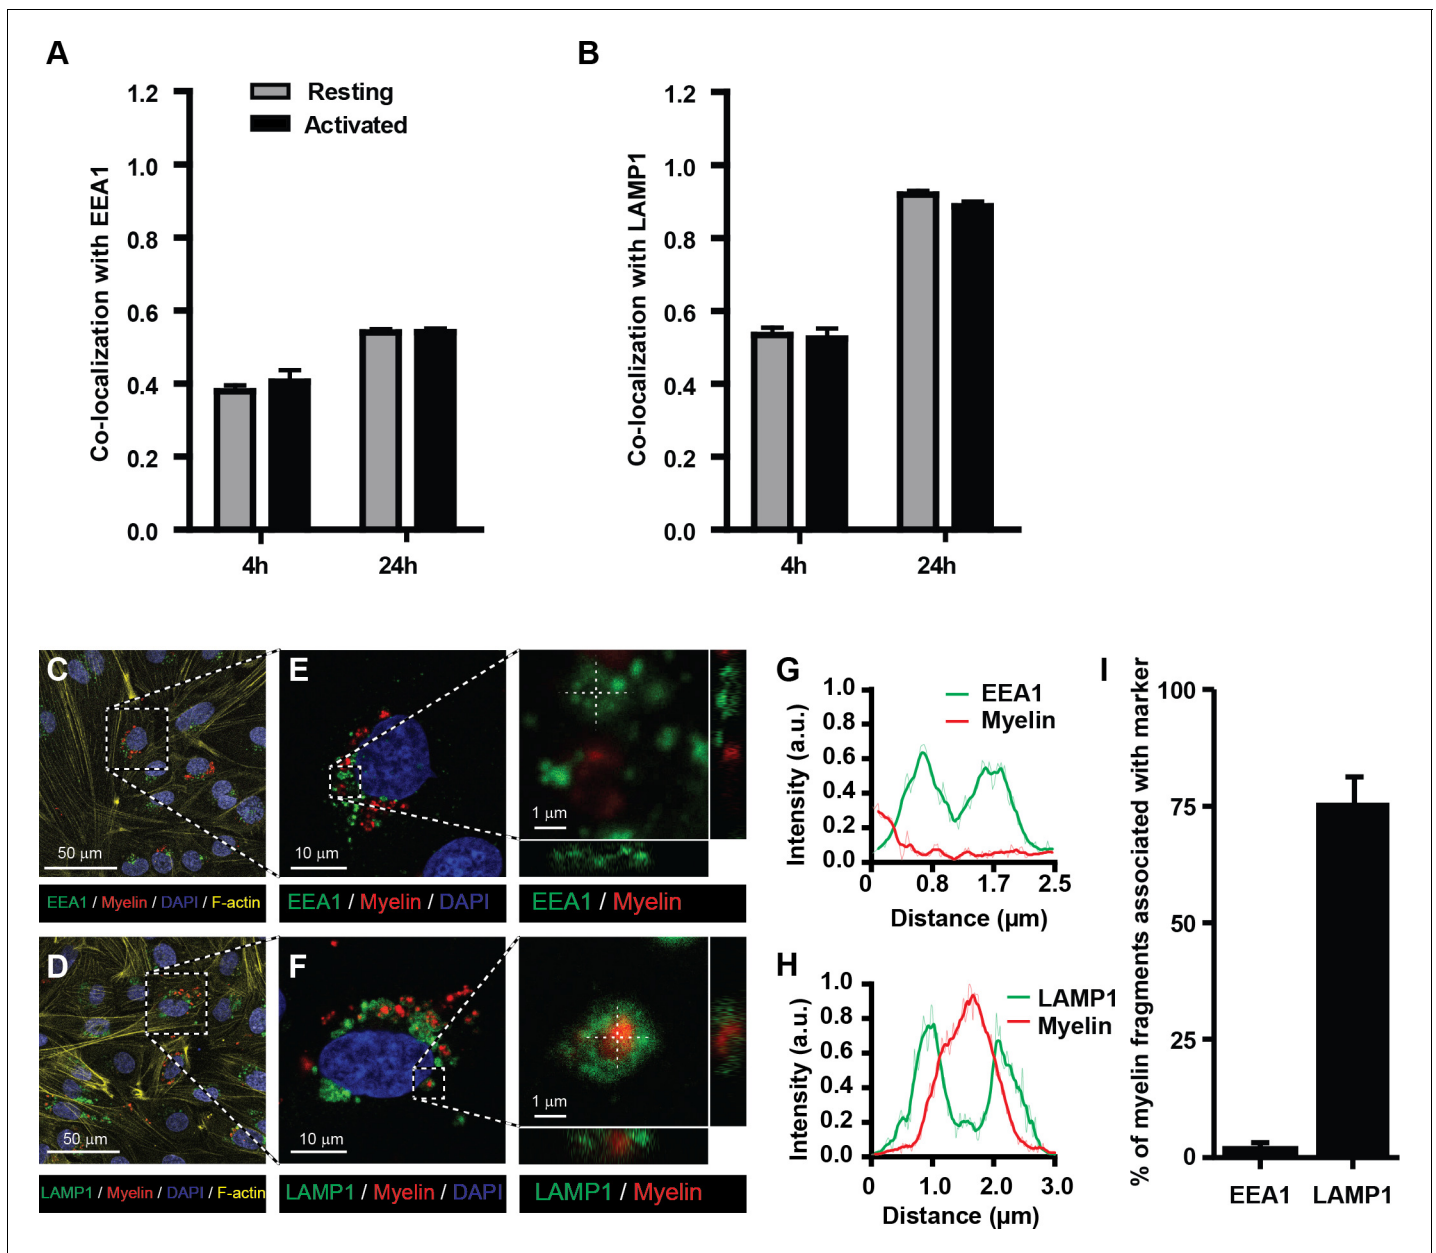 A
B
1.2
1.0
0.8
0.6
0.4
0.2
0.0
Co-localization with EEA1
Resting
Activated
4h
24h
1.2
1.0
0.8
0.6
0.4
0.2
0.0
Co-localization with LAMP1
4h
24h
C
50 µm
EEA1 / Myelin / DAPI / F-actin
E
10 µm
EEA1 / Myelin / DAPI
1 µm
EEA1 / Myelin
D
50 µm
LAMP1 / Myelin / DAPI / F-actin
F
10 µm
LAMP1 / Myelin / DAPI
1 µm
LAMP1 / Myelin
G
EEA1
Myelin
Intensity (a.u.)
1.0
0.8
0.6
0.4
0.2
0.0
0
0.8
1.7
2.5
Distance (µm)
H
LAMP1
Myelin
Intensity (a.u.)
1.0
0.8
0.6
0.4
0.2
0.0
0
1.0
2.0
3.0
Distance (µm)
I
% of myelin fragments associated with marker
100
75
50
25
0
EEA1
LAMP1